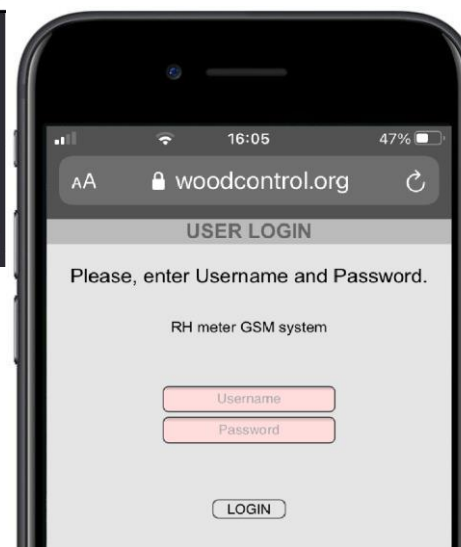 16:05
47%
AA woodcontrol.org
USER LOGIN
Please, enter Username and Password.
RH meter GSM system
Username
Password
LOGIN